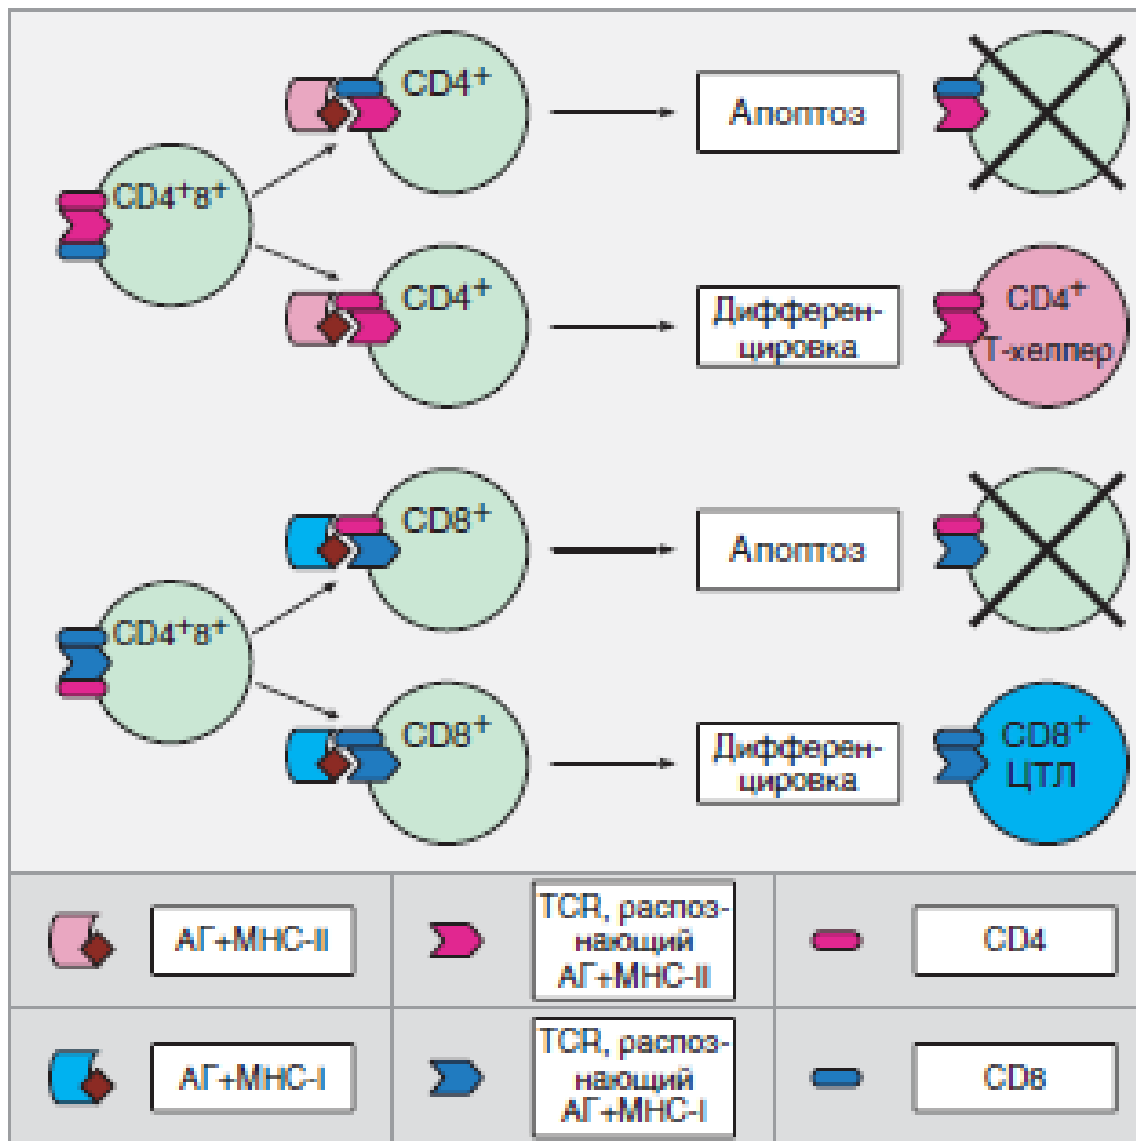 CD4+
Апоптоз
CD4+8+
CD4+
Дифферен-
цировка
CD4+
Т-хелпер
CD8+
Апоптоз
CD4+8+
CD8+
Дифферен-
цировка
CD8+
ЦТЛ
АГ+МНС-II
TCR, распоз-
нающий
АГ+МНС-II
CD4
АГ+МНС-I
TCR, распоз-
нающий
АГ+МНС-I
CD8